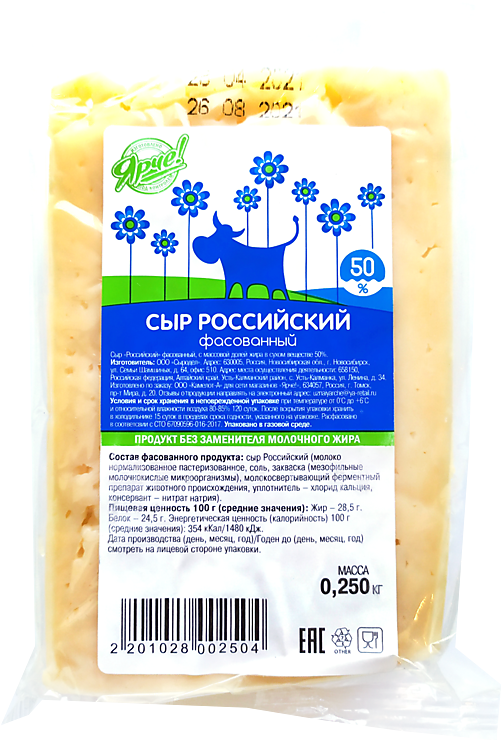 26 04 2021
26 08 2021
Ярче!
50
%
СЫР РОССИЙСКИЙ
фасованный
Сыр «Российский» фасованный, с массовой долей жира в сухом веществе 50%.
Изготовитель: ООО «Сыродел». Адрес: 630005, Россия, Новосибирская обл., г. Новосибирск,
ул. Семьи Шамшиных, д. 64, офис 510. Адрес места осуществления деятельности: 658150,
Российская федерация, Алтайский край, Усть-Калманский район, с. Усть-Калманка, ул. Ленина, д. 34.
Изготовлено по заказу: ООО «Камелот-А» для сети магазинов «Ярче!», 634057, Россия, г. Томск,
пр-т Мира, д. 20. Отзывы о продукции направлять на электронный адрес:
Условия и срок хранения в неповрежденной упаковке при температуре от 0°С до +6°С
и относительной влажности воздуха 80-85% 120 суток. После вскрытия упаковки хранить
в холодильнике 15 суток в пределах срока годности, указанного на упаковке. Расфасовано
в соответствии с СТО 67090596-016-2017. Упаковано в газовой среде.
ПРОДУКТ БЕЗ ЗАМЕНИТЕЛЯ МОЛОЧНОГО ЖИРА
Состав фасованного продукта: сыр Российский (молоко
нормализованное пастеризованное, соль, закваска (мезофильные
молочнокислые микроорганизмы), молокосвертывающий ферментный
препарат животного происхождения, уплотнитель – хлорид кальция,
консервант – нитрат натрия).
Пищевая ценность 100 г (средние значения): Жир – 28,5 г.
Белок – 24,5 г. Энергетическая ценность (калорийность) 100 г
(средние значения): 354 кКал/1480 кДж.
Дата производства (день, месяц, год)/Годен до (день, месяц, год)
смотреть на лицевой стороне упаковки.
МАССА
0,250 КГ
2 201028 002504
EAC
OTHER